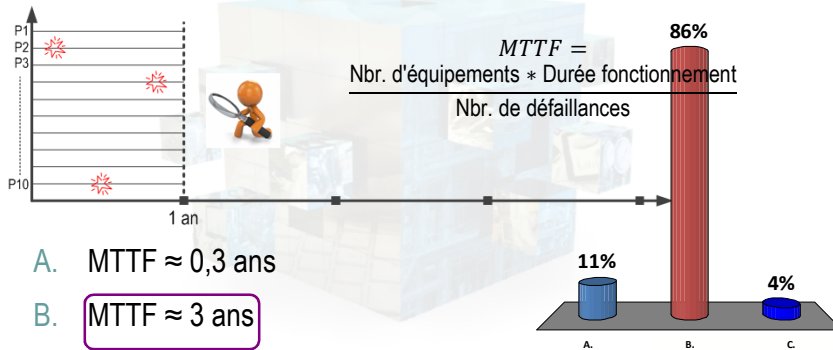 P1
P2
P3
P10
1 an
MTTF =
Nbr. d'équipements * Durée fonctionnement
Nbr. de défaillances
A. MTTF ≈ 0,3 ans
B. MTTF ≈ 3 ans
11%
86%
4%
A. B. C.